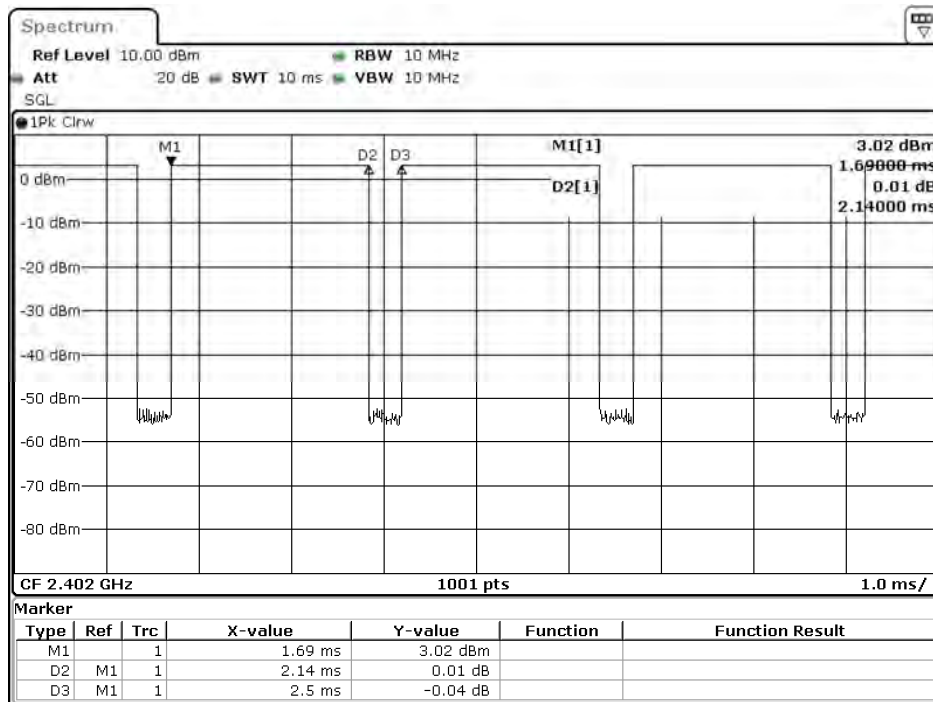 Spectrum
Ref Level 10.00 dBm RBW 10 MHz
Att 20 dB SWT 10 ms VBW 10 MHz
SGL
1Pk Clrw
M1 D2 D3 M1[1] 3.02 dBm
1.69000 ms
0 dBm D2[1] 0.01 dB
2.14000 ms
-10 dBm
-20 dBm
-30 dBm
-40 dBm
-50 dBm
-60 dBm
-70 dBm
-80 dBm
CF 2.402 GHz 1001 pts 1.0 ms/
Marker
Type Ref Trc X-value Y-value Function Function Result
M1 1 1.69 ms 3.02 dBm
D2 M1 1 2.14 ms 0.01 dB
D3 M1 1 2.5 ms -0.04 dB